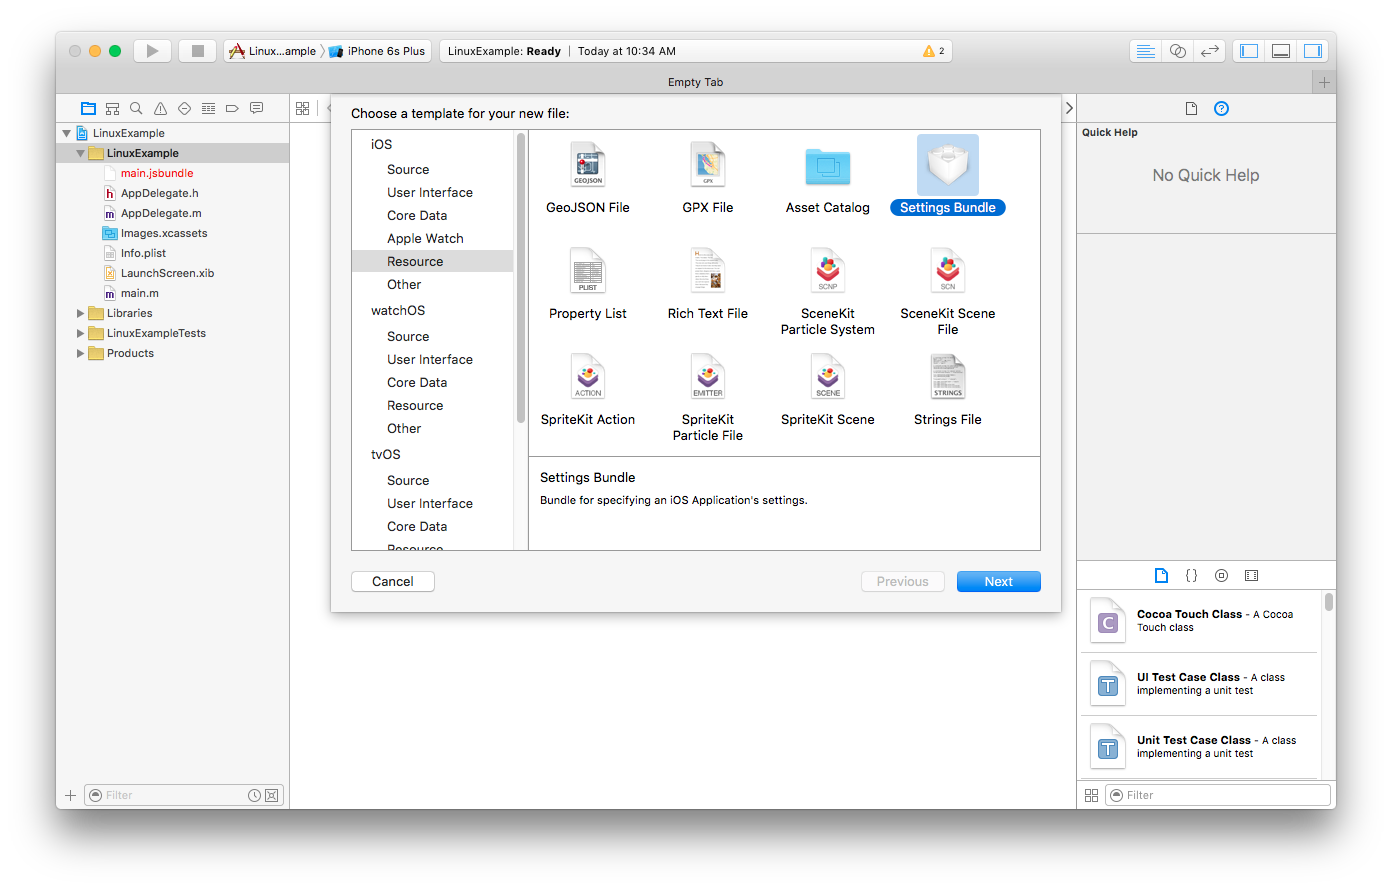 Linux...ample
iPhone 6s Plus
LinuxExample: Ready | Today at 10:34 AM
2
Empty Tab
LinuxExample
LinuxExample
main.jsbundle
AppDelegate.h
AppDelegate.m
Images.xcassets
Info.plist
LaunchScreen.xib
main.m
Libraries
LinuxExampleTests
Products
Filter
Choose a template for your new file:
iOS
Source
User Interface
Core Data
Apple Watch
Resource
Other
watchOS
Source
User Interface
Core Data
Resource
Other
tvOS
Source
User Interface
Core Data
Resource
GEOJSON
GeoJSON File
GPX
GPX File
Asset Catalog
Settings Bundle
PLIST
Property List
Rich Text File
SCNP
SceneKit
Particle System
SCN
SceneKit Scene
File
ACTION
SpriteKit Action
EMITTER
SpriteKit
Particle File
SCENE
SpriteKit Scene
STRINGS
Strings File
Settings Bundle
Bundle for specifying an iOS Application's settings.
Cancel
Previous
Next
Quick Help
No Quick Help
{}
C
Cocoa Touch Class - A Cocoa
Touch class
T
UI Test Case Class - A class
implementing a unit test
T
Unit Test Case Class - A class
implementing a unit test
Filter